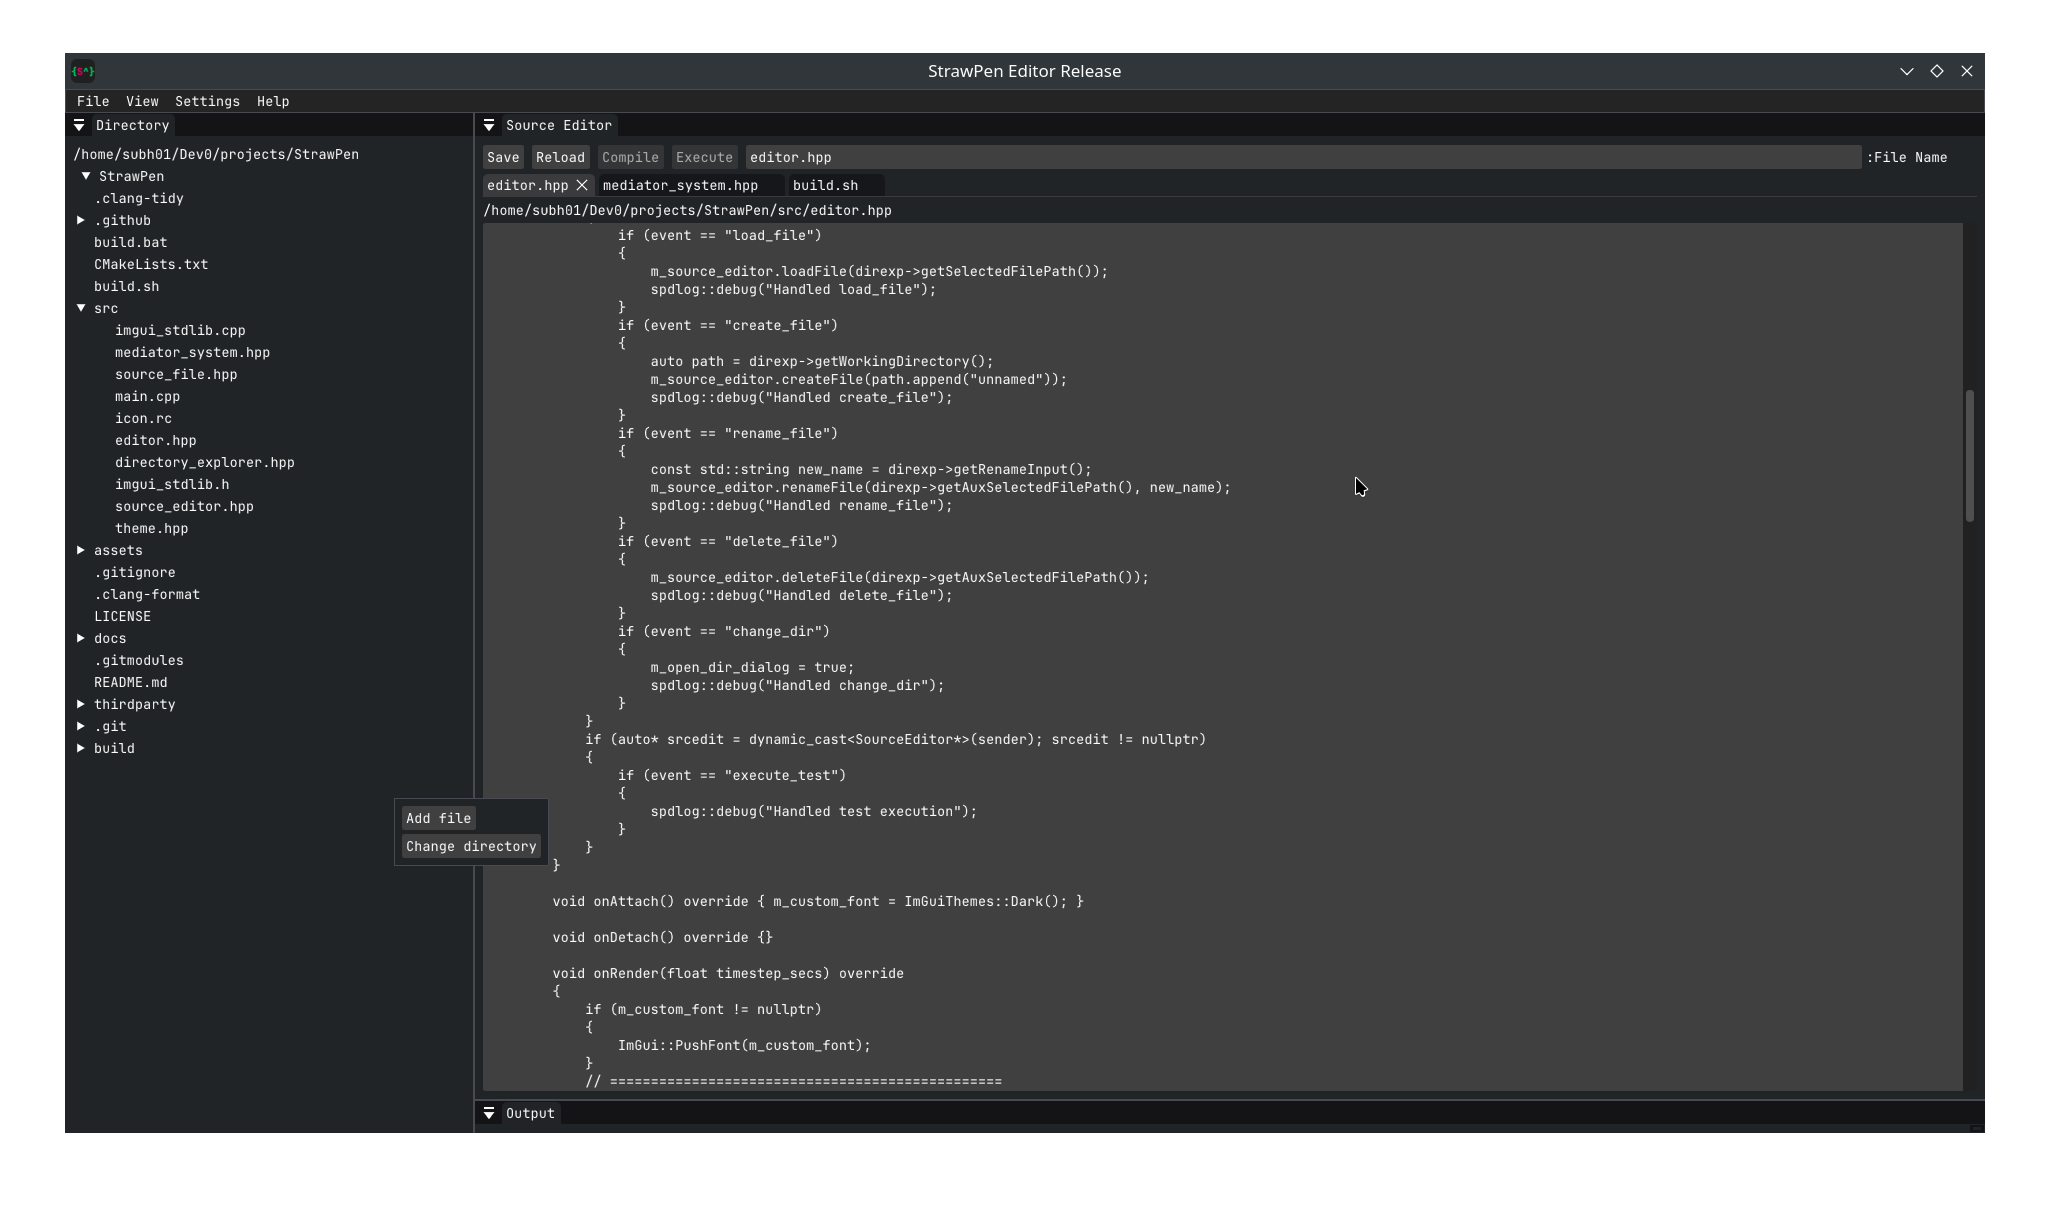 {S^}
StrawPen Editor Release
File View Settings Help
Directory
/home/subh01/Dev0/projects/StrawPen
StrawPen
.clang-tidy
.github
build.bat
CMakeLists.txt
build.sh
src
imgui_stdlib.cpp
mediator_system.hpp
source_file.hpp
main.cpp
icon.rc
editor.hpp
directory_explorer.hpp
imgui_stdlib.h
source_editor.hpp
theme.hpp
assets
.gitignore
.clang-format
LICENSE
docs
.gitmodules
README.md
thirdparty
.git
build
Add file
Change directory
Source Editor
Save Reload Compile Execute editor.hpp :File Name
editor.hpp mediator_system.hpp build.sh
/home/subh01/Dev0/projects/StrawPen/src/editor.hpp
if (event == "load_file")
{
m_source_editor.loadFile(direxp->getSelectedFilePath());
spdlog::debug("Handled load_file");
}
if (event == "create_file")
{
auto path = direxp->getWorkingDirectory();
m_source_editor.createFile(path.append("unnamed"));
spdlog::debug("Handled create_file");
}
if (event == "rename_file")
{
const std::string new_name = direxp->getRenameInput();
m_source_editor.renameFile(direxp->getAuxSelectedFilePath(), new_name);
spdlog::debug("Handled rename_file");
}
if (event == "delete_file")
{
m_source_editor.deleteFile(direxp->getAuxSelectedFilePath());
spdlog::debug("Handled delete_file");
}
if (event == "change_dir")
{
m_open_dir_dialog = true;
spdlog::debug("Handled change_dir");
}
}
if (auto* srcedit = dynamic_cast<SourceEditor*>(sender); srcedit != nullptr)
{
if (event == "execute_test")
{
spdlog::debug("Handled test execution");
}
}
}
void onAttach() override { m_custom_font = ImGuiThemes::Dark(); }
void onDetach() override {}
void onRender(float timestep_secs) override
{
if (m_custom_font != nullptr)
{
ImGui::PushFont(m_custom_font);
}
// ================================================
Output